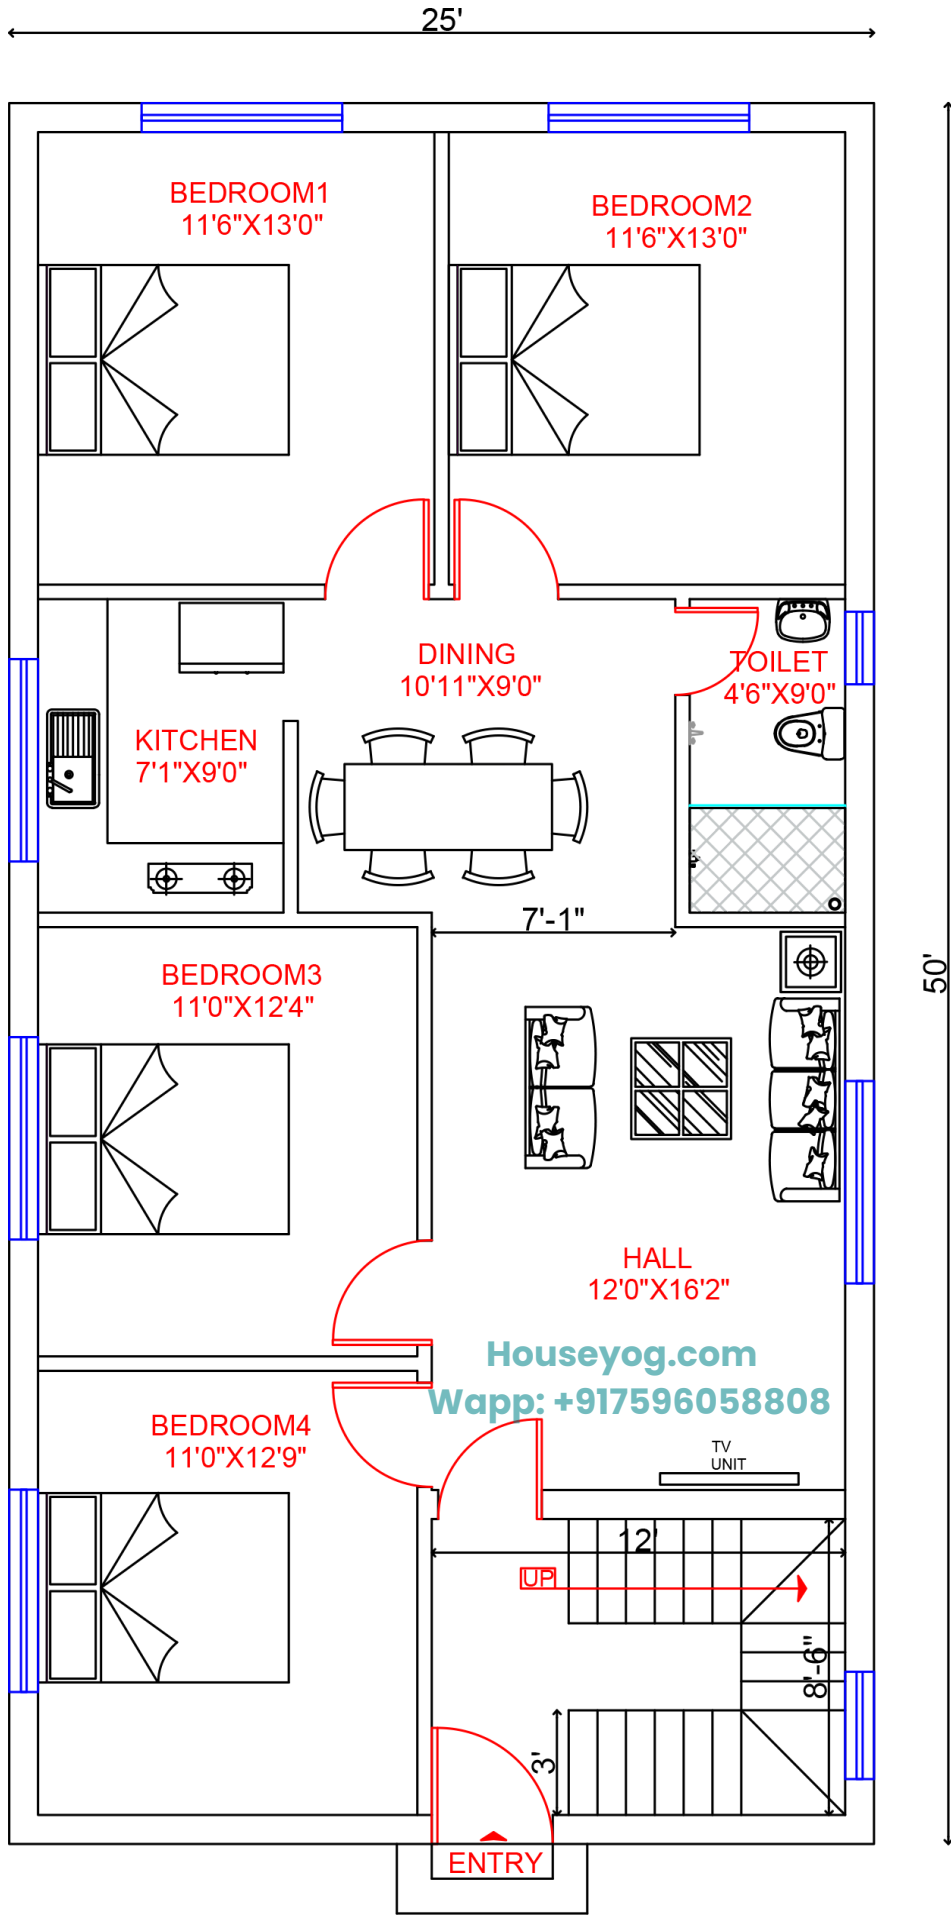 25'
BEDROOM1
11'6"X13'0"
BEDROOM2
11'6"X13'0"
DINING
10'11"X9'0"
TOILET
4'6"X9'0"
KITCHEN
7'1"X9'0"
7'-1"
50'
BEDROOM3
11'0"X12'4"
HALL
12'0"X16'2"
Houseyog.com
Wapp: +917596058808
BEDROOM4
11'0"X12'9"
TV
UNIT
12'
UP
8'-6"
3'
ENTRY